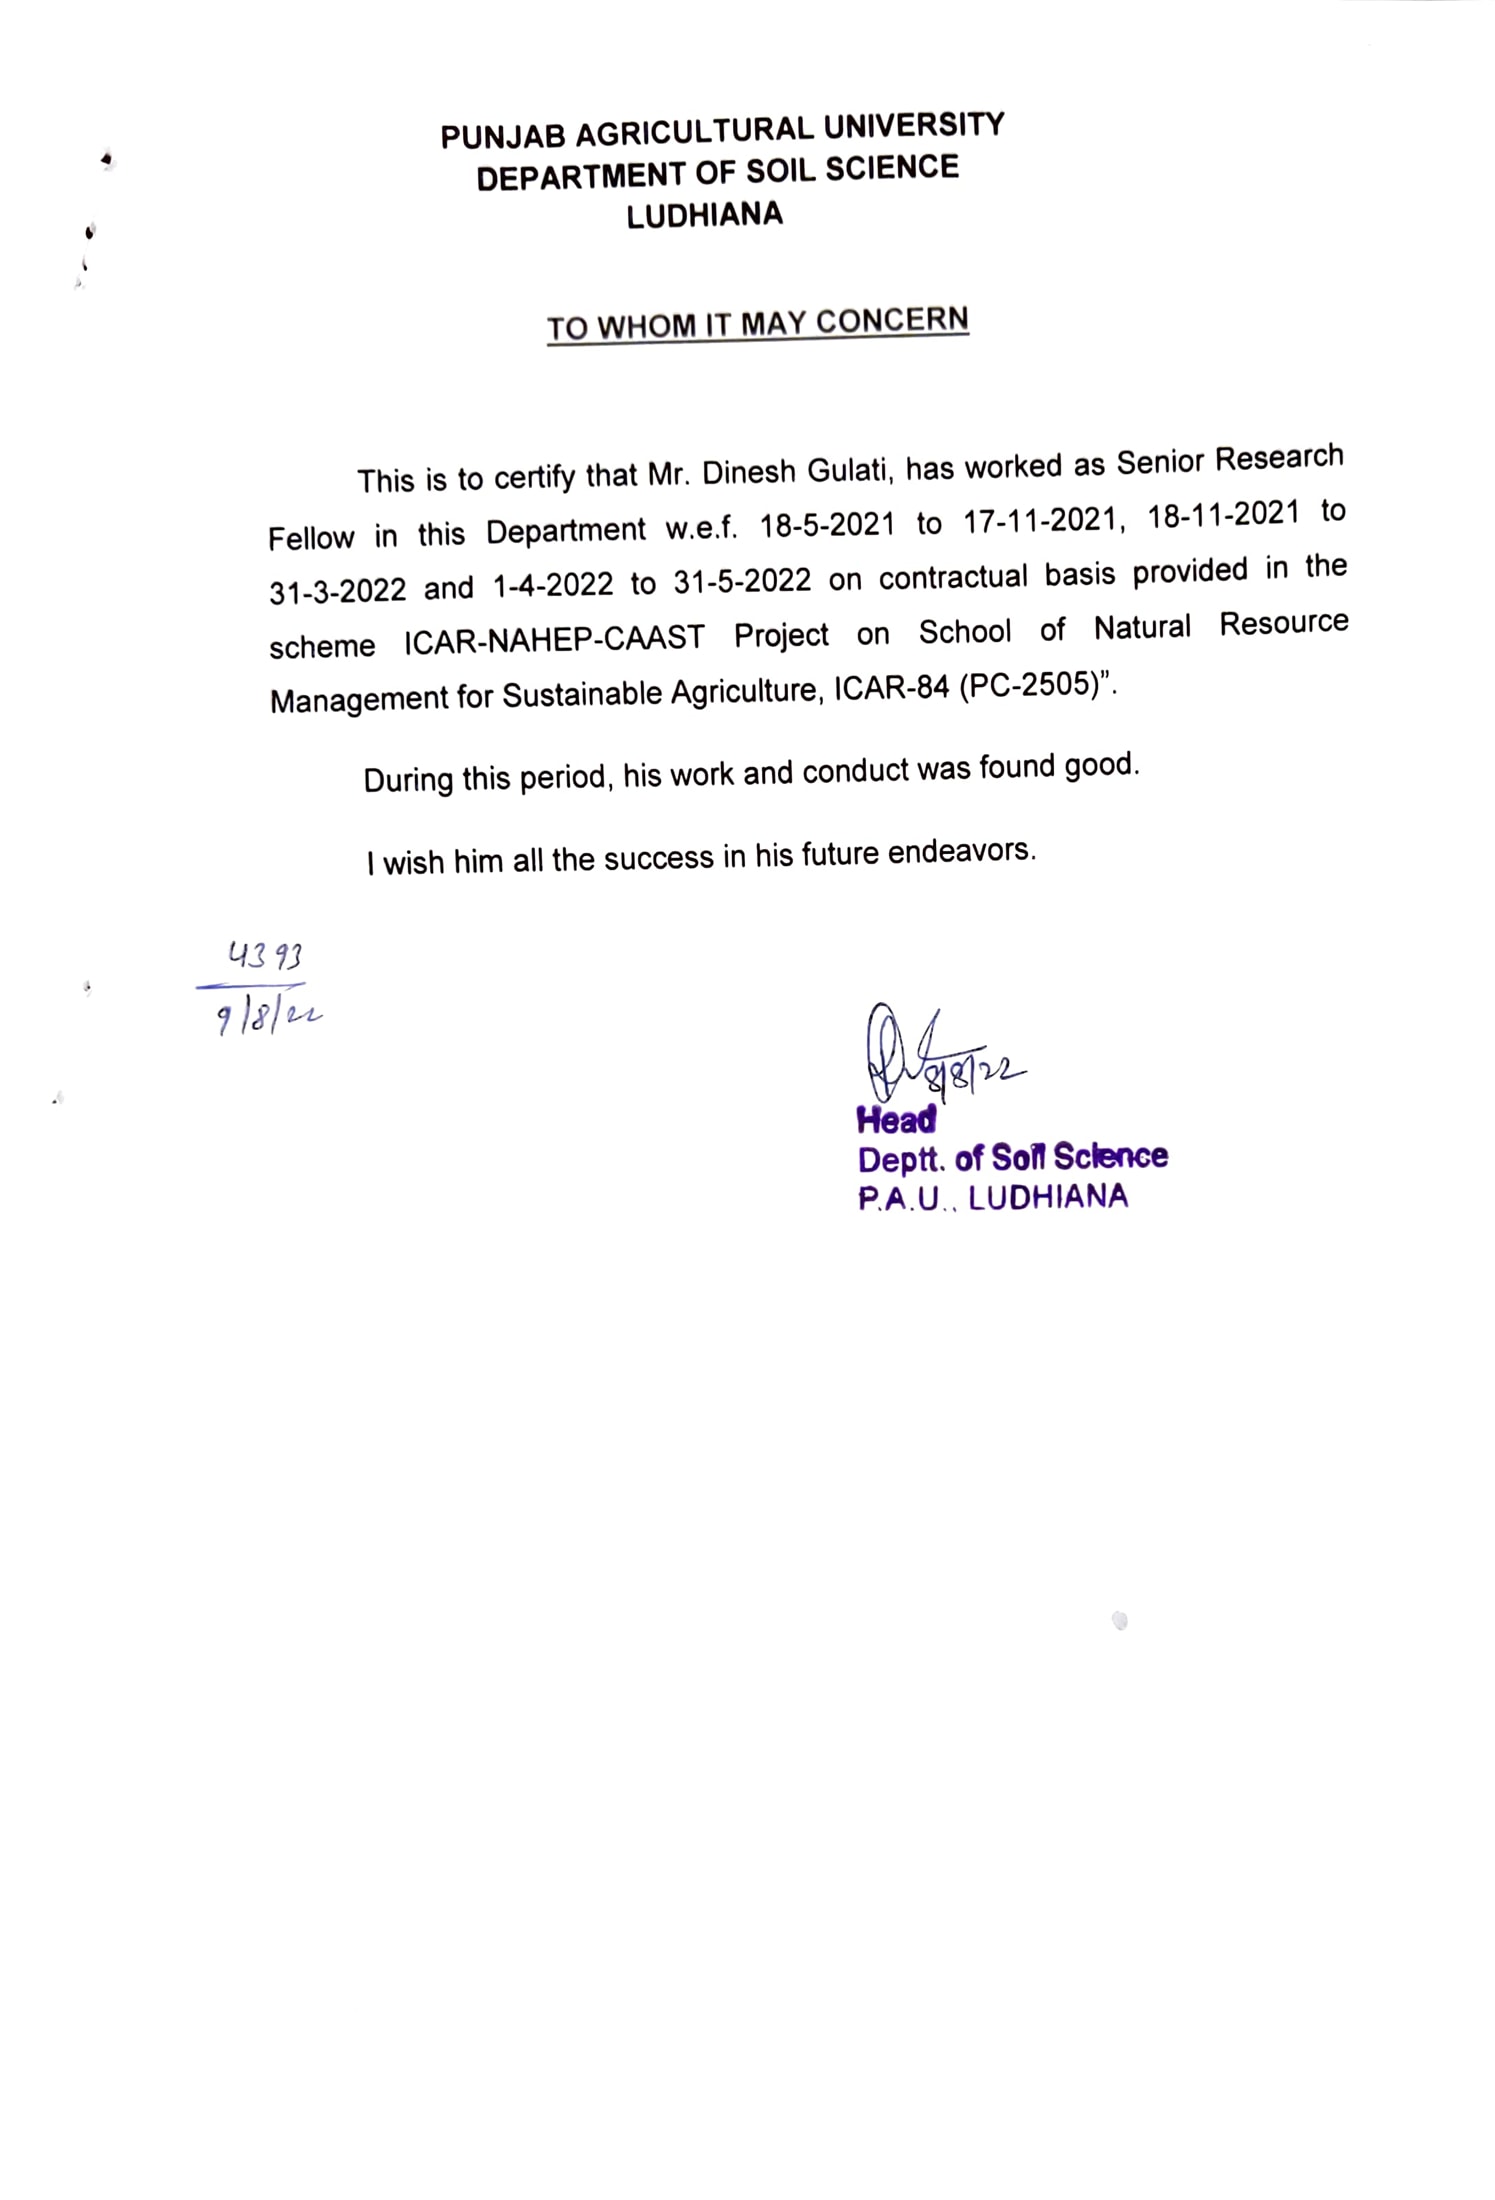 PUNJAB AGRICULTURAL UNIVERSITY
DEPARTMENT OF SOIL SCIENCE
LUDHIANA
TO WHOM IT MAY CONCERN
This is to certify that Mr. Dinesh Gulati, has worked as Senior Research
Fellow in this Department w.e.f. 18-5-2021 to 17-11-2021, 18-11-2021 to
31-3-2022 and 1-4-2022 to 31-5-2022 on contractual basis provided in the
scheme ICAR-NAHEP-CAAST Project on School of Natural Resource
Management for Sustainable Agriculture, ICAR-84 (PC-2505)”.
During this period, his work and conduct was found good.
I wish him all the success in his future endeavors.
4393
9/8/22
8/8/22
Head
Deptt. of Soil Science
P.A.U., LUDHIANA